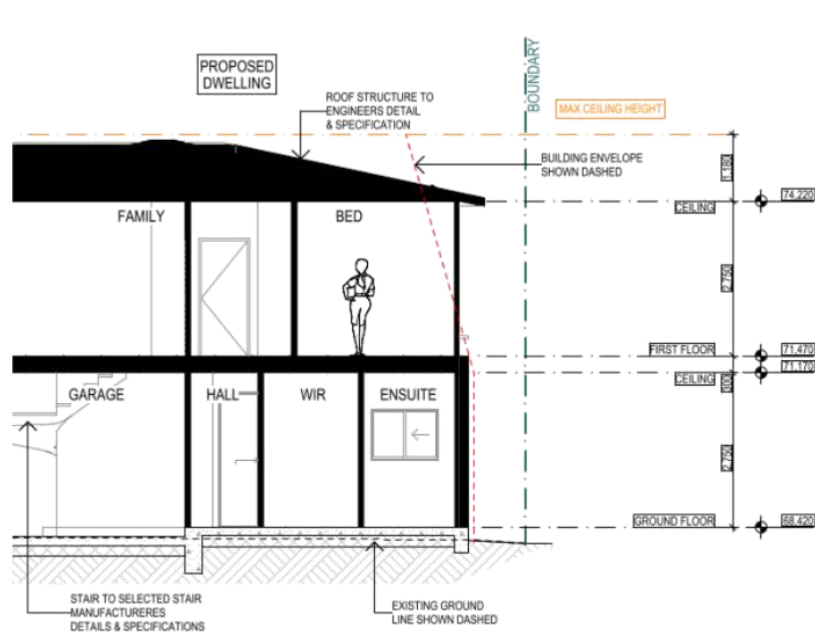 PROPOSED
DWELLING
ROOF STRUCTURE TO
ENGINEERS DETAIL
& SPECIFICATION
BOUNDARY
MAX CEILING HEIGHT
BUILDING ENVELOPE
SHOWN DASHED
1,180
74,220
CEILING
FAMILY
BED
2,750
FIRST FLOOR
71,470
71,170
CEILING
300
GARAGE
HALL
WIR
ENSUITE
2,750
GROUND FLOOR
68,420
STAIR TO SELECTED STAIR
MANUFACTURERES
DETAILS & SPECIFICATIONS
EXISTING GROUND
LINE SHOWN DASHED